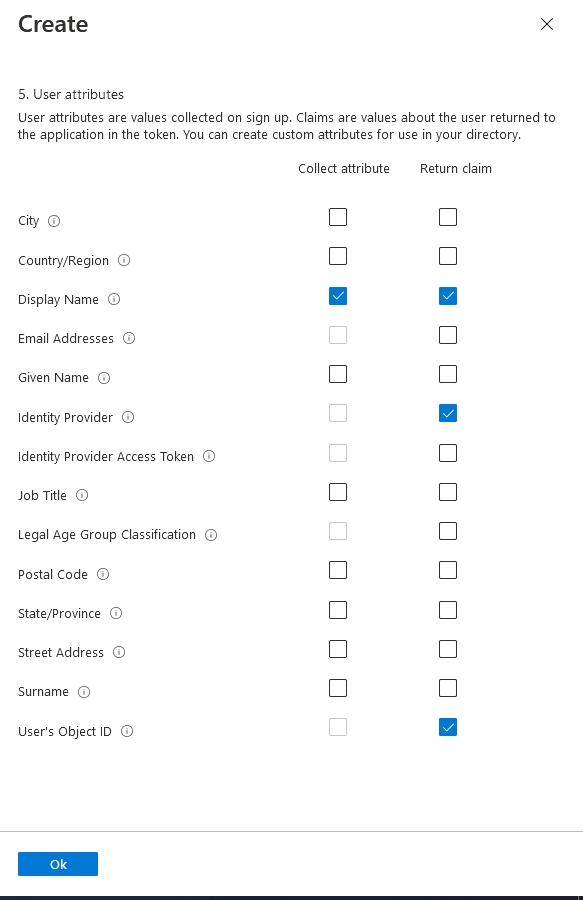 Create
5. User attributes
User attributes are values collected on sign up. Claims are values about the user returned to
the application in the token. You can create custom attributes for use in your directory.
Collect attribute Return claim
City
Country/Region
Display Name
Email Addresses
Given Name
Identity Provider
Identity Provider Access Token
Job Title
Legal Age Group Classification
Postal Code
State/Province
Street Address
Surname
User's Object ID
Ok